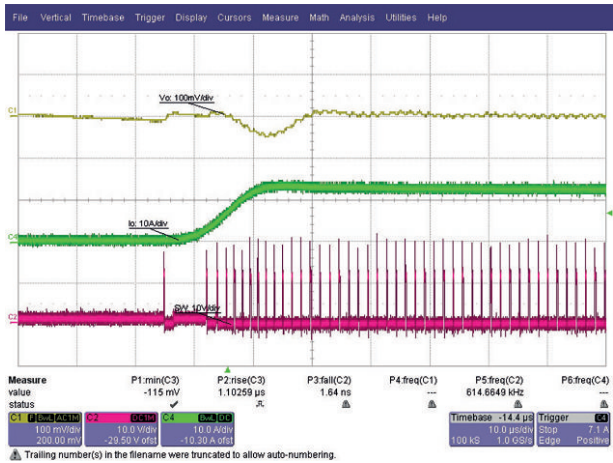 File Vertical Timebase Trigger Display Cursors Measure Math Analysis Utilities Help
C1
Vo: 100mV/div
Io: 10A/div
C4
SW: 10V/div
C2
Measure P1:min(C3) P2:rise(C3) P3:fall(C2) P4:freq(C1) P5:freq(C2) P6:freq(C4)
value -115 mV 1.10259 µs 1.64 ns --- 614.6649 kHz ---
status
C1 F BwL AC1M
100 mV/div
200.00 mV
C2 DC1M
10.0 V/div
-29.50 V ofst
C4 BwL DC
10.0 A/div
-10.30 A ofst
Timebase -14.4 µs
10.0 µs/div
100 kS 1.0 GS/s
Trigger C4
Stop 7.1 A
Edge Positive
Trailing number(s) in the filename were truncated to allow auto-numbering.